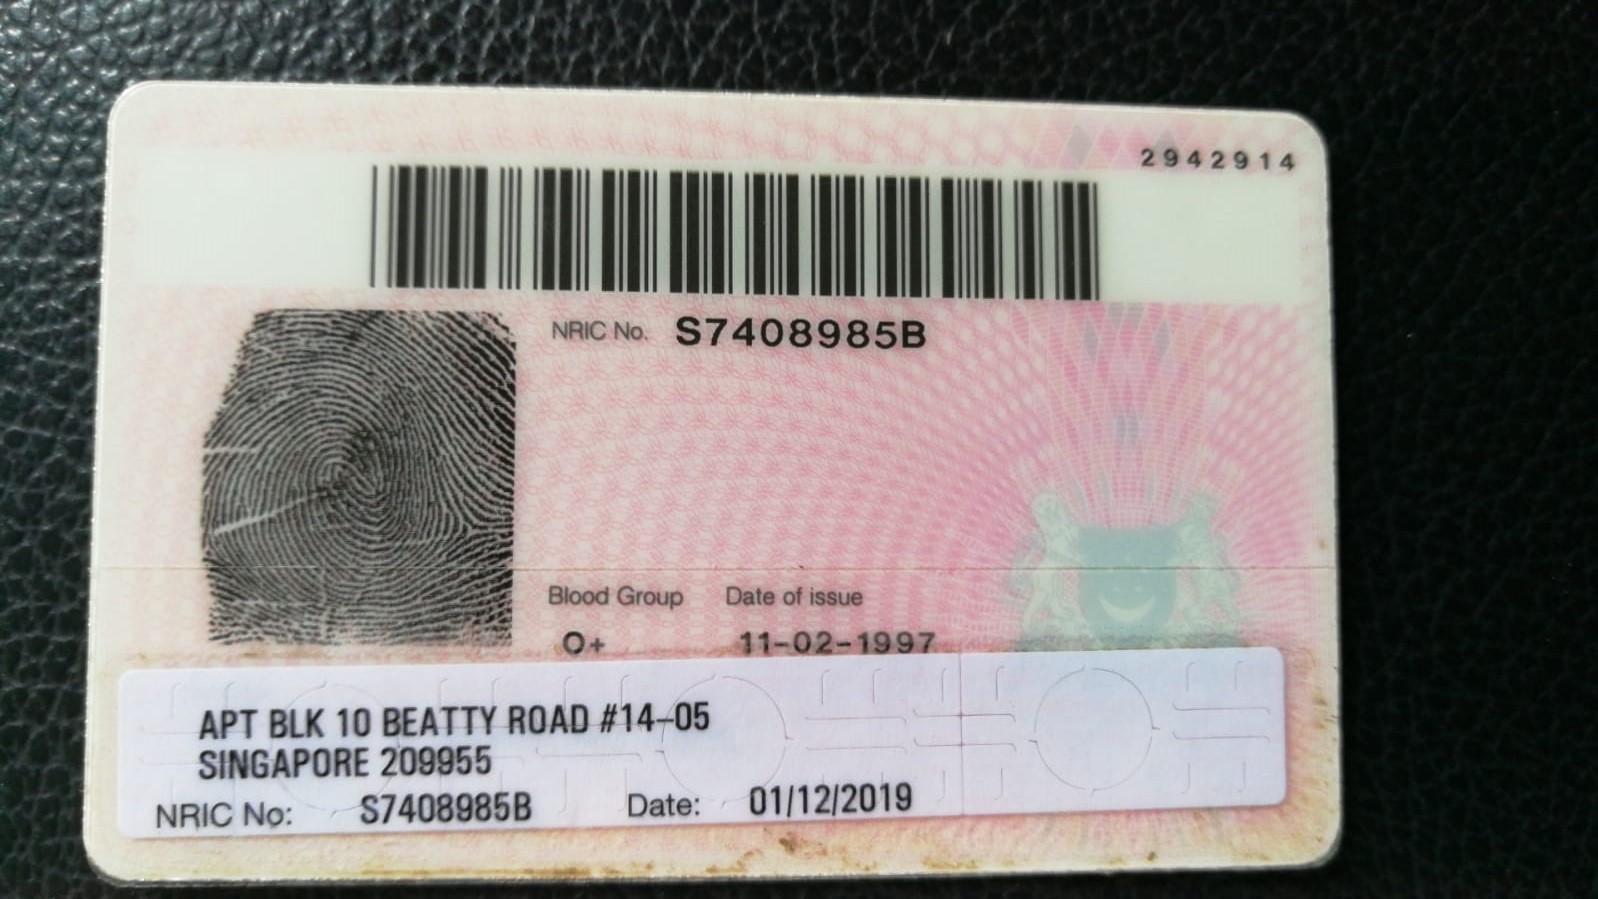 2942914
NRIC No. S7408985B
Blood Group Date of issue
O+ 11-02-1997
APT BLK 10 BEATTY ROAD #14-05
SINGAPORE 209955
NRIC No: S7408985B Date: 01/12/2019